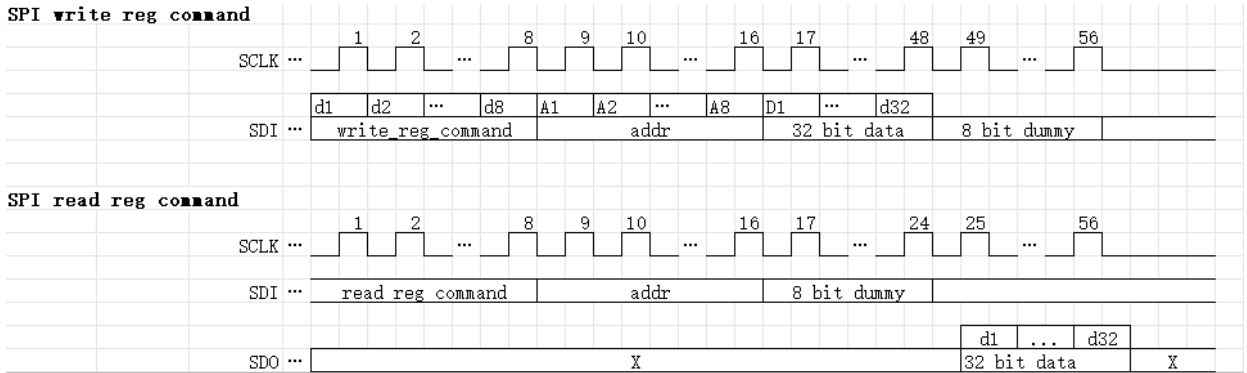 SPI write reg command
1 2 8 9 10 16 17 48 49 56
SCLK ··· ··· ··· ··· ···
d1 d2 ··· d8 A1 A2 ··· A8 D1 ··· d32
SDI ··· write_reg_command addr 32 bit data 8 bit dummy
SPI read reg command
1 2 8 9 10 16 17 24 25 56
SCLK ··· ··· ··· ··· ···
SDI ··· read reg command addr 8 bit dummy
d1 ... d32
SDO ··· X 32 bit data X